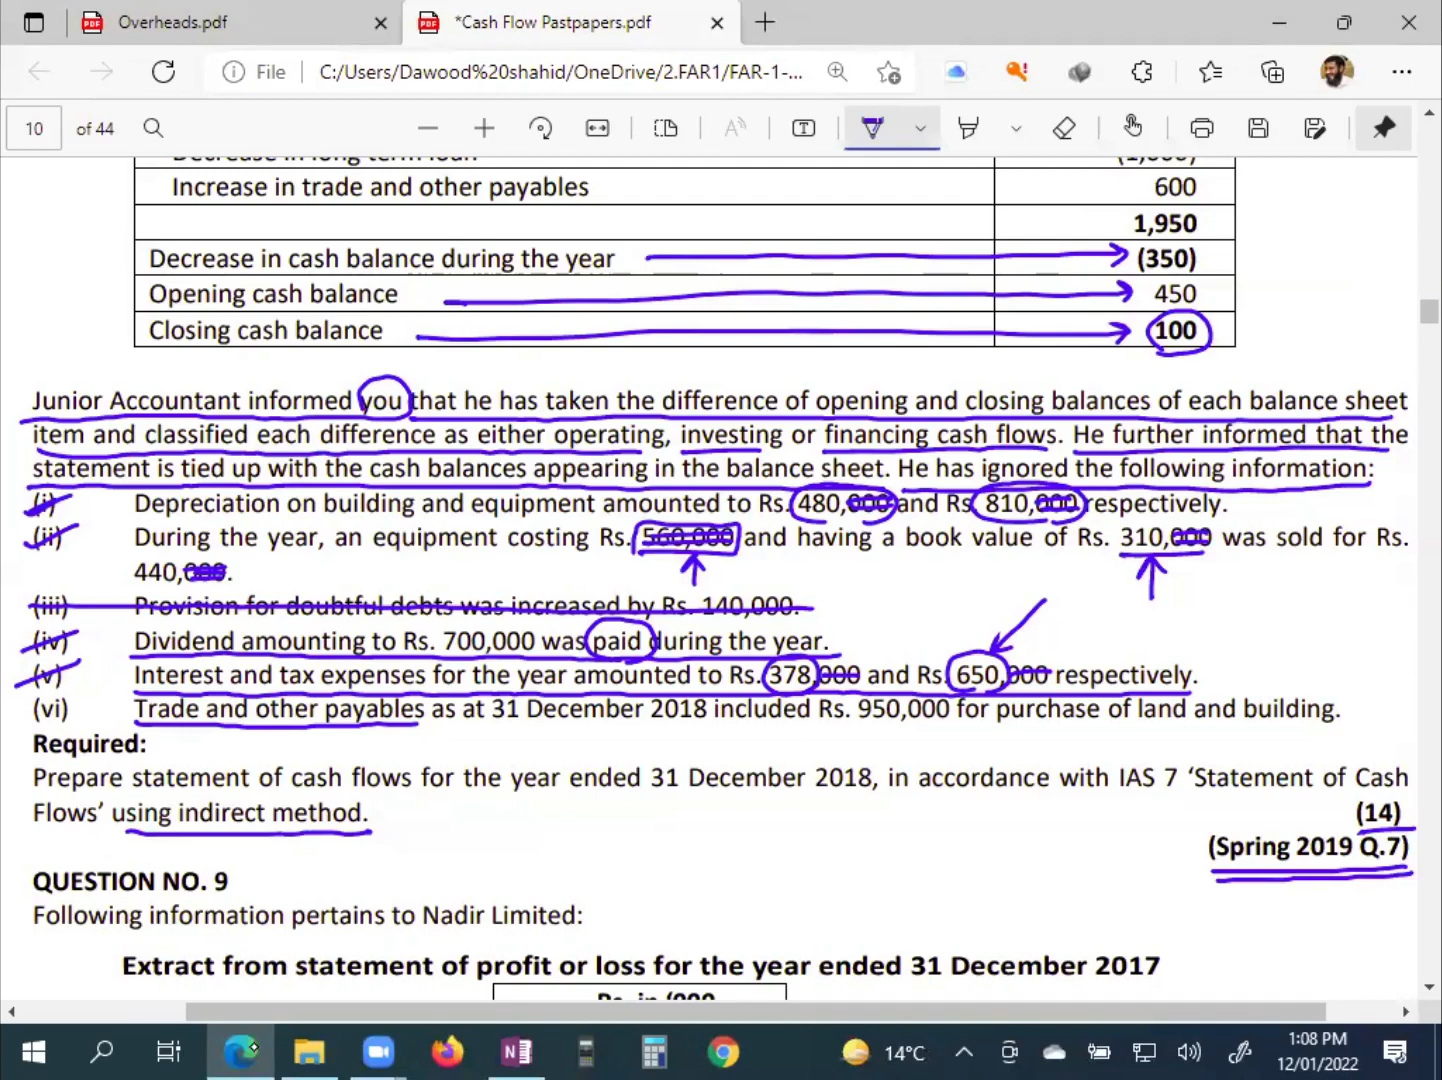 Overheads.pdf
*Cash Flow Pastpapers.pdf
File
C:/Users/Dawood%20shahid/OneDrive/2.FAR1/FAR-1-...
10 of 44
Decrease in long term loan
Increase in trade and other payables 600
1,950
Decrease in cash balance during the year (350)
Opening cash balance 450
Closing cash balance 100
Junior Accountant informed you that he has taken the difference of opening and closing balances of each balance sheet
item and classified each difference as either operating, investing or financing cash flows. He further informed that the
statement is tied up with the cash balances appearing in the balance sheet. He has ignored the following information:
(i) Depreciation on building and equipment amounted to Rs. 480,000 and Rs. 810,000 respectively.
(ii) During the year, an equipment costing Rs. 560,000 and having a book value of Rs. 310,000 was sold for Rs.
440,000.
(iii) Provision for doubtful debts was increased by Rs. 140,000.
(iv) Dividend amounting to Rs. 700,000 was paid during the year.
(v) Interest and tax expenses for the year amounted to Rs. 378,000 and Rs. 650,000 respectively.
(vi) Trade and other payables as at 31 December 2018 included Rs. 950,000 for purchase of land and building.
Required:
Prepare statement of cash flows for the year ended 31 December 2018, in accordance with IAS 7 ‘Statement of Cash
Flows’ using indirect method. (14)
(Spring 2019 Q.7)
QUESTION NO. 9
Following information pertains to Nadir Limited:
Extract from statement of profit or loss for the year ended 31 December 2017
Rs. in ‘000
14°C
1:08 PM
12/01/2022